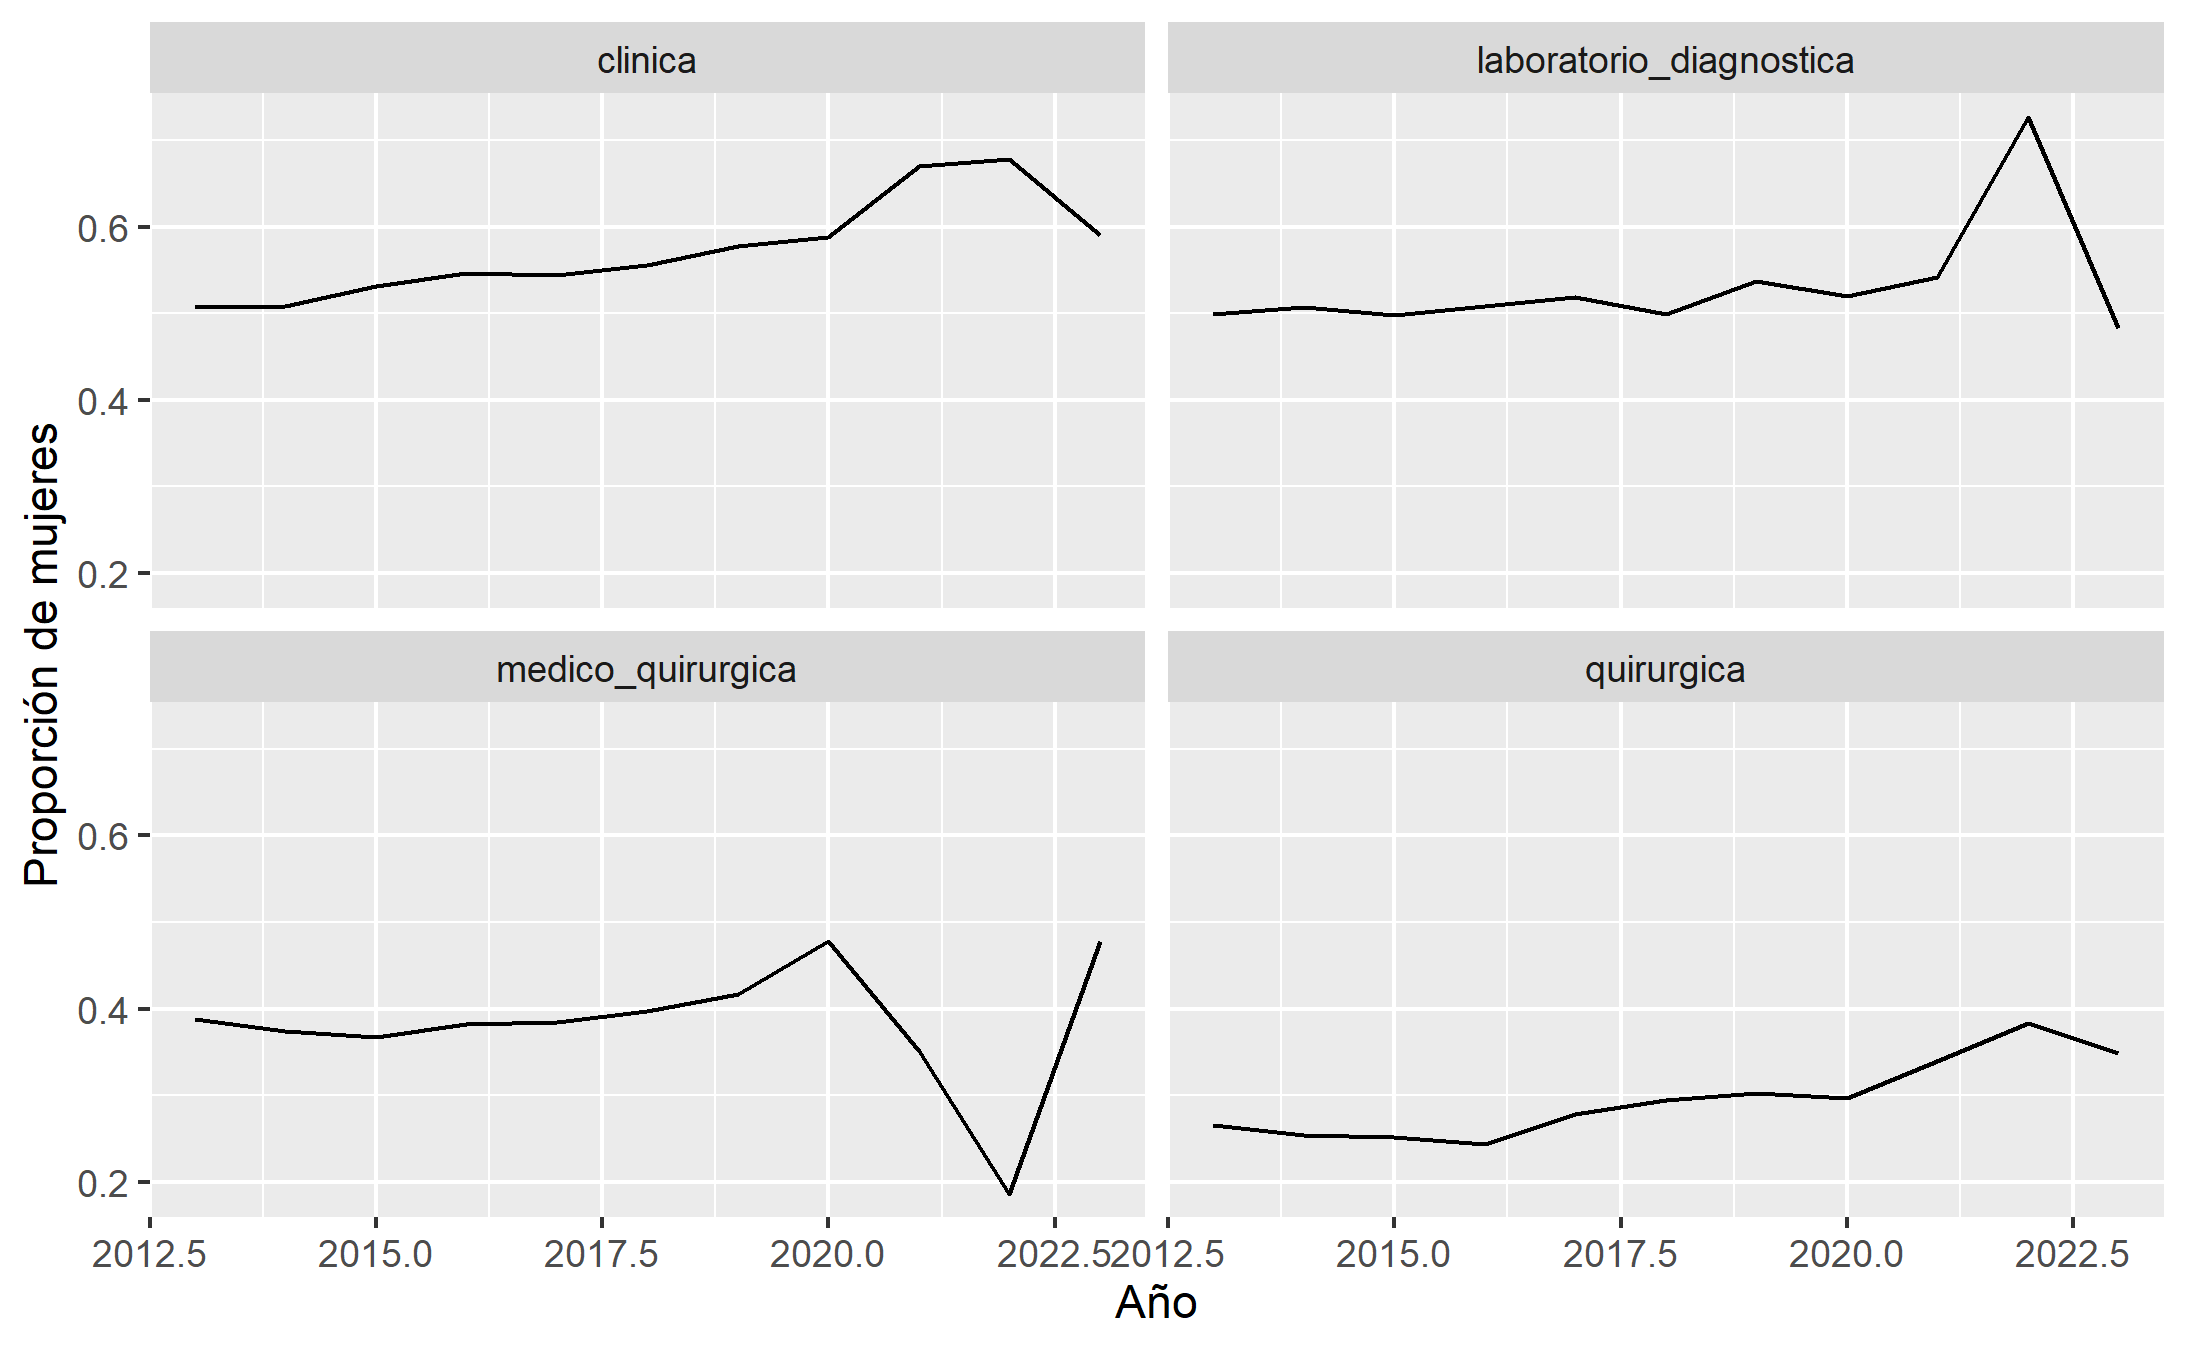 clinica
laboratorio_diagnostica
0.6
0.4
0.2
medico_quirurgica
quirurgica
0.6
0.4
0.2
2012.5 2015.0 2017.5 2020.0 2022.5 2012.5 2015.0 2017.5 2020.0 2022.5
Año
Proporción de mujeres